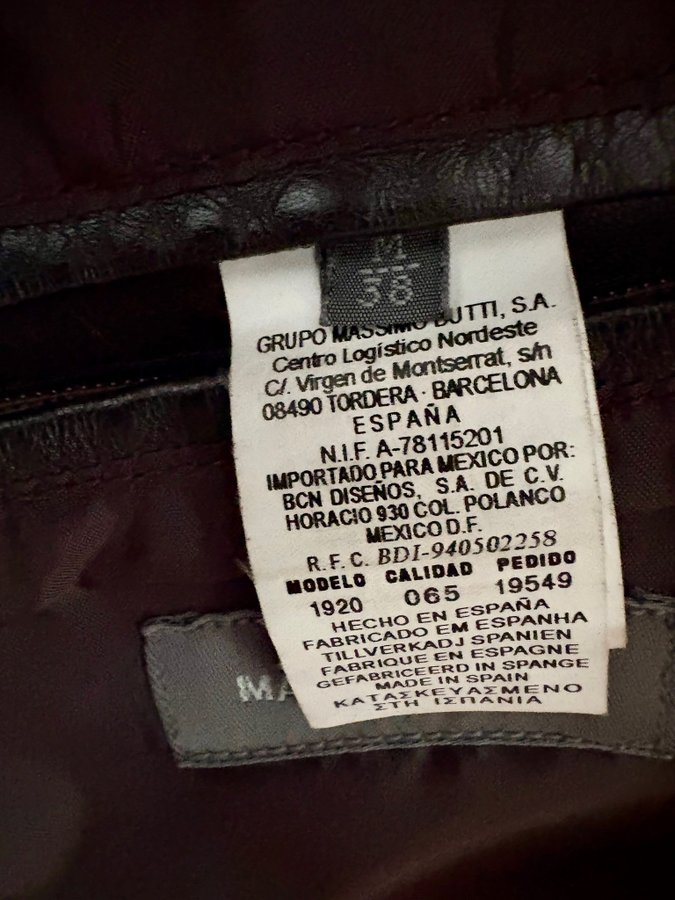 GRUPO MASSIMO DUTTI, S.A.
Centro Logístico Nordeste
C/. Virgen de Montserrat, s/n
08490 TORDERA - BARCELONA
ESPAÑA
N.I.F. A-78115201
IMPORTADO PARA MEXICO POR:
BCN DISEÑOS, S.A. DE C.V.
HORACIO 930 COL. POLANCO
MEXICO D.F.
R.F.C. BDI-940502258
MODELO CALIDAD PEDIDO
1920 065 19549
HECHO EN ESPAÑA
FABRICADO EM ESPANHA
TILLVERKADJ SPANIEN
FABRIQUE EN ESPAGNE
GEFABRICEERD IN SPANGE
MADE IN SPAIN
ΚΑΤΑΣΚΕΥΑΣΜΕΝΟ
ΣΤΗ ΙΣΠΑΝΙΑ
MA